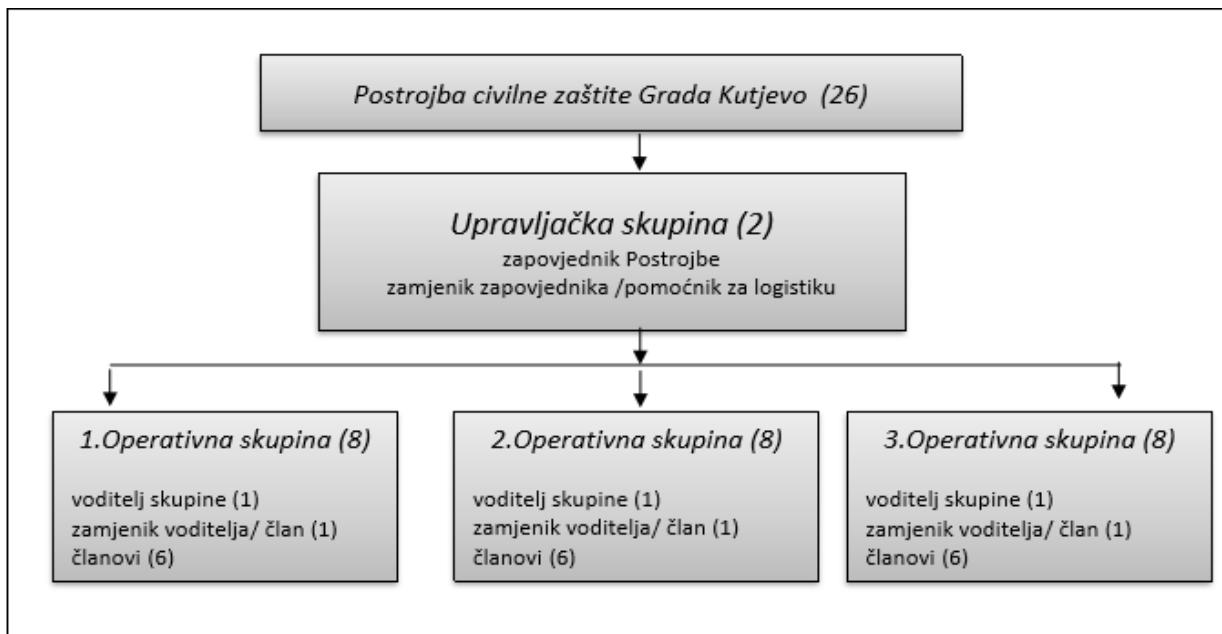 Postrojba civilne zaštite Grada Kutjevo (26)
Upravljačka skupina (2)
zapovjednik Postrojbe
zamjenik zapovjednika /pomoćnik za logistiku
1.Operativna skupina (8)
voditelj skupine (1)
zamjenik voditelja/ član (1)
članovi (6)
2.Operativna skupina (8)
voditelj skupine (1)
zamjenik voditelja/ član (1)
članovi (6)
3.Operativna skupina (8)
voditelj skupine (1)
zamjenik voditelja/ član (1)
članovi (6)